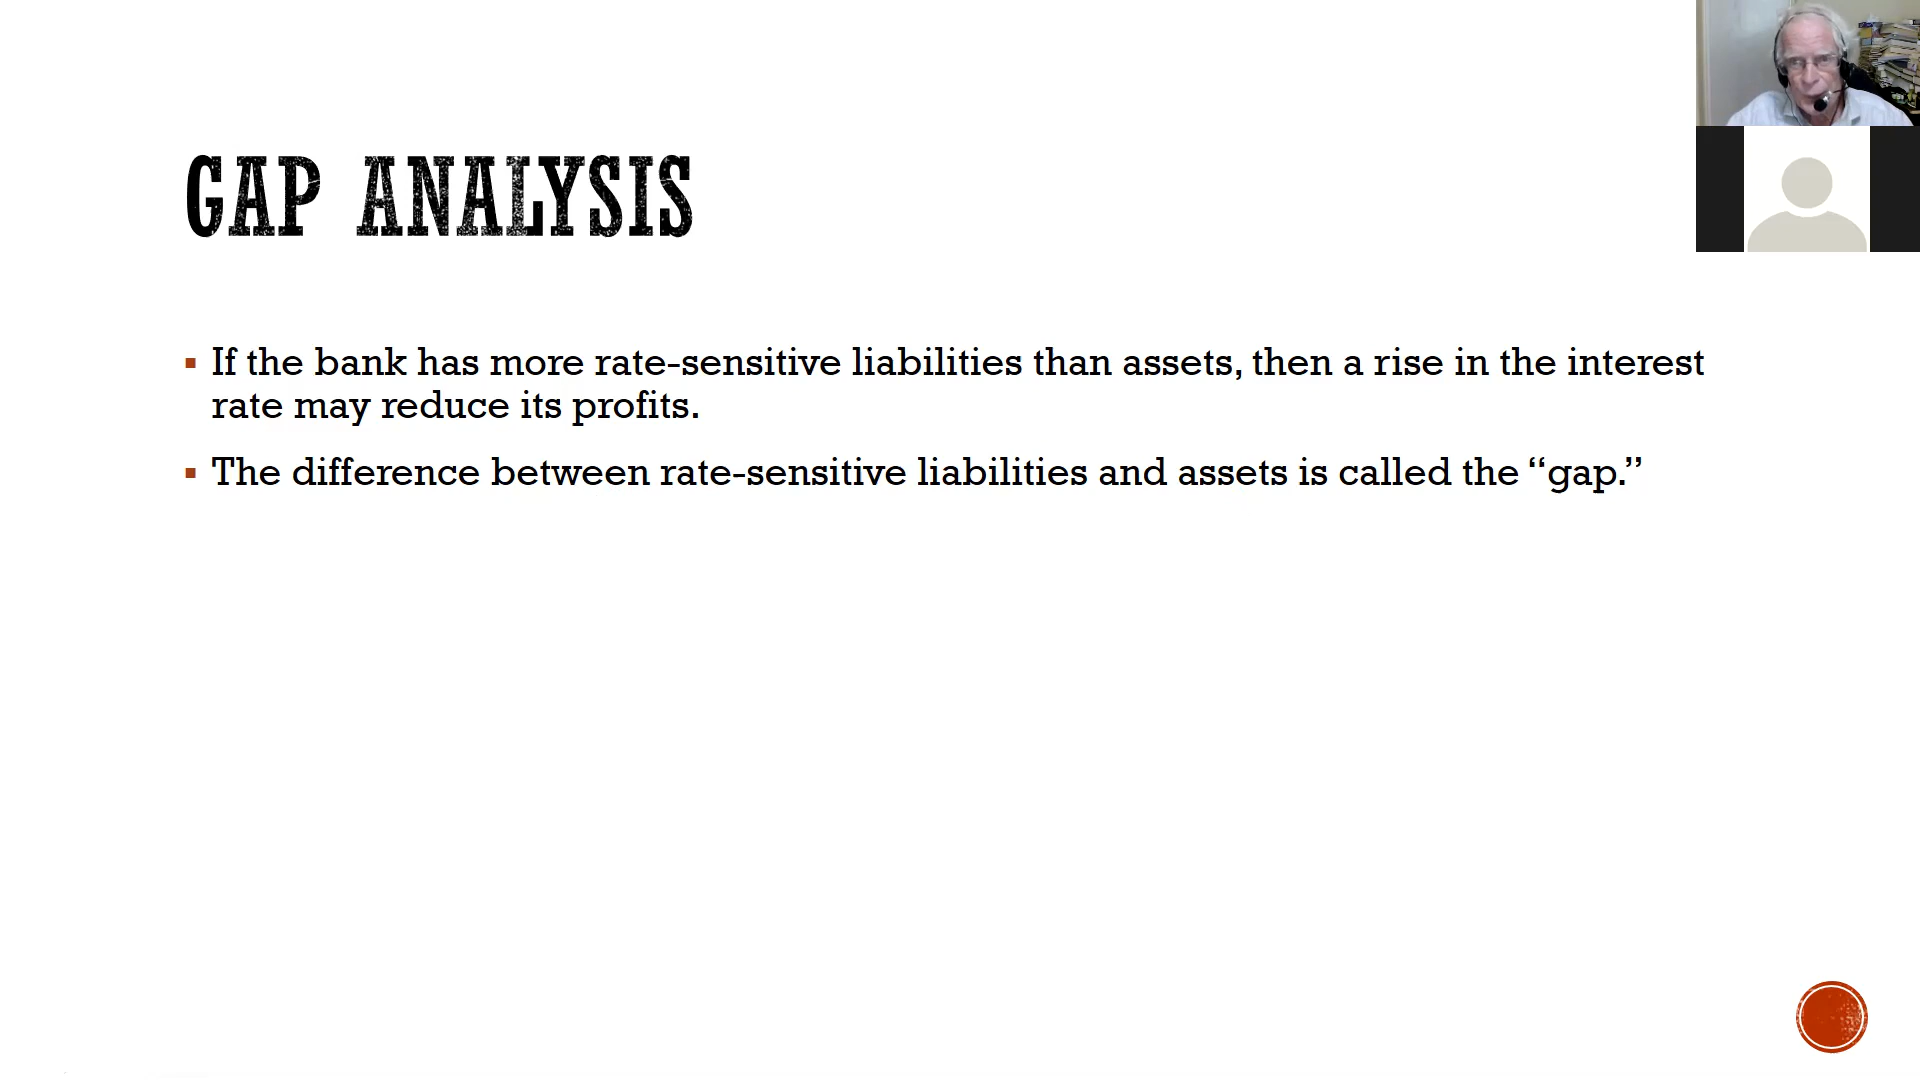 GAP ANALYSIS
▪ If the bank has more rate-sensitive liabilities than assets, then a rise in the interest
rate may reduce its profits.
▪ The difference between rate-sensitive liabilities and assets is called the “gap.”